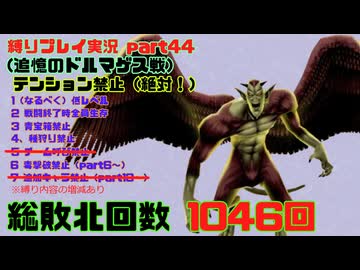 縛りプレイ実況 part44
(追憶のドルマゲス戦)
テンション禁止(絶対！)
1 (なるべく) 低レベル
2 戦闘終了時全員生存
3 青宝箱禁止
4、種狩り禁止
6 毒撃破禁止 (part6〜)
7 追加キャラ禁止 (part18〜)
※縛り内容の増減あり
総敗北回数 1046回